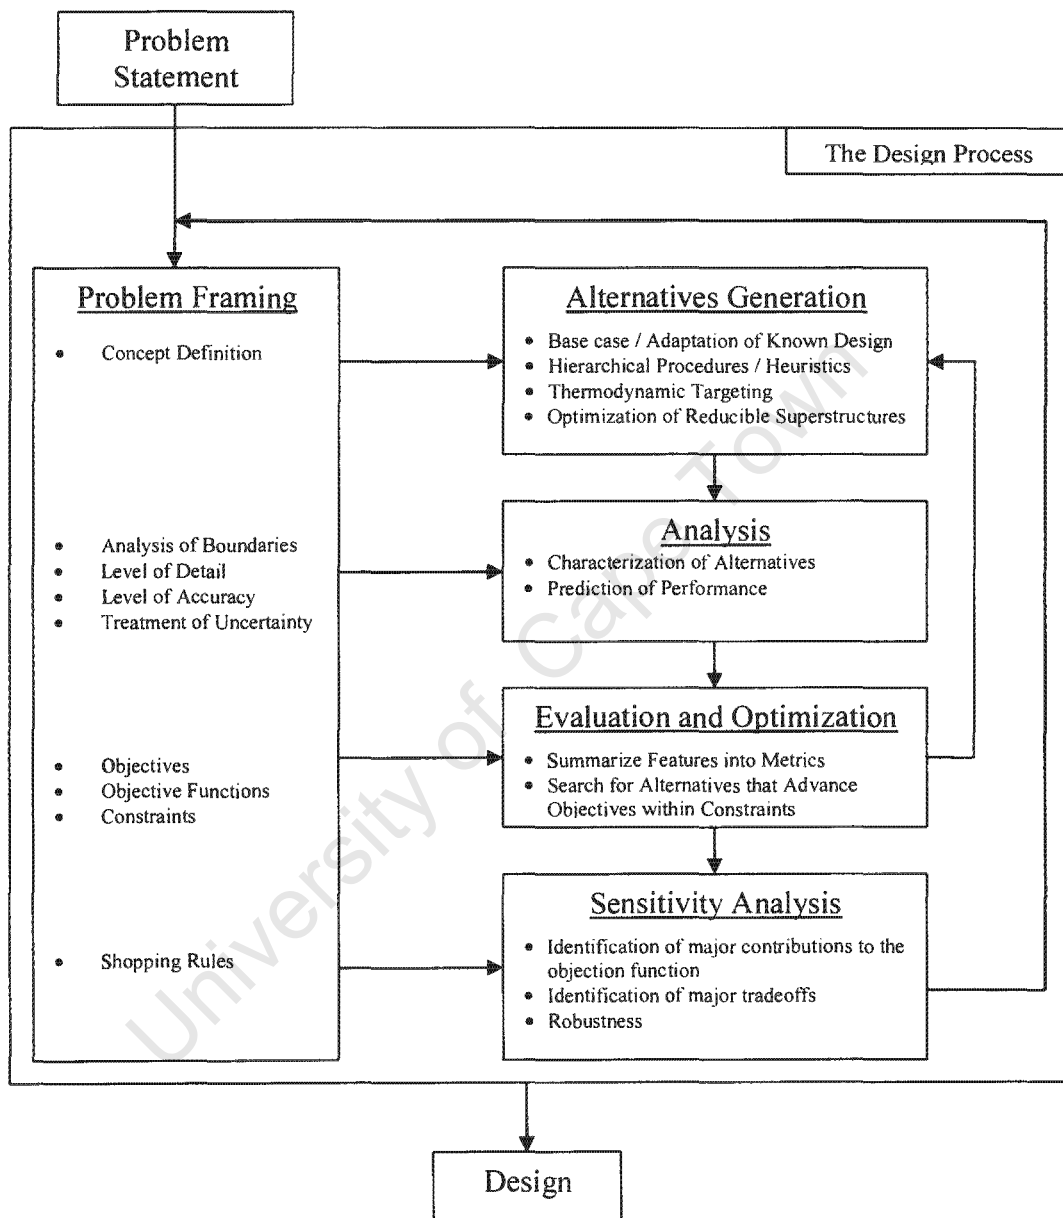 Problem
Statement
The Design Process
Problem Framing
• Concept Definition
• Analysis of Boundaries
• Level of Detail
• Level of Accuracy
• Treatment of Uncertainty
• Objectives
• Objective Functions
• Constraints
• Shopping Rules
Alternatives Generation
• Base case / Adaptation of Known Design
• Hierarchical Procedures / Heuristics
• Thermodynamic Targeting
• Optimization of Reducible Superstructures
Analysis
• Characterization of Alternatives
• Prediction of Performance
Evaluation and Optimization
• Summarize Features into Metrics
• Search for Alternatives that Advance
Objectives within Constraints
Sensitivity Analysis
• Identification of major contributions to the
objection function
• Identification of major tradeoffs
• Robustness
Design
University of Cape Town